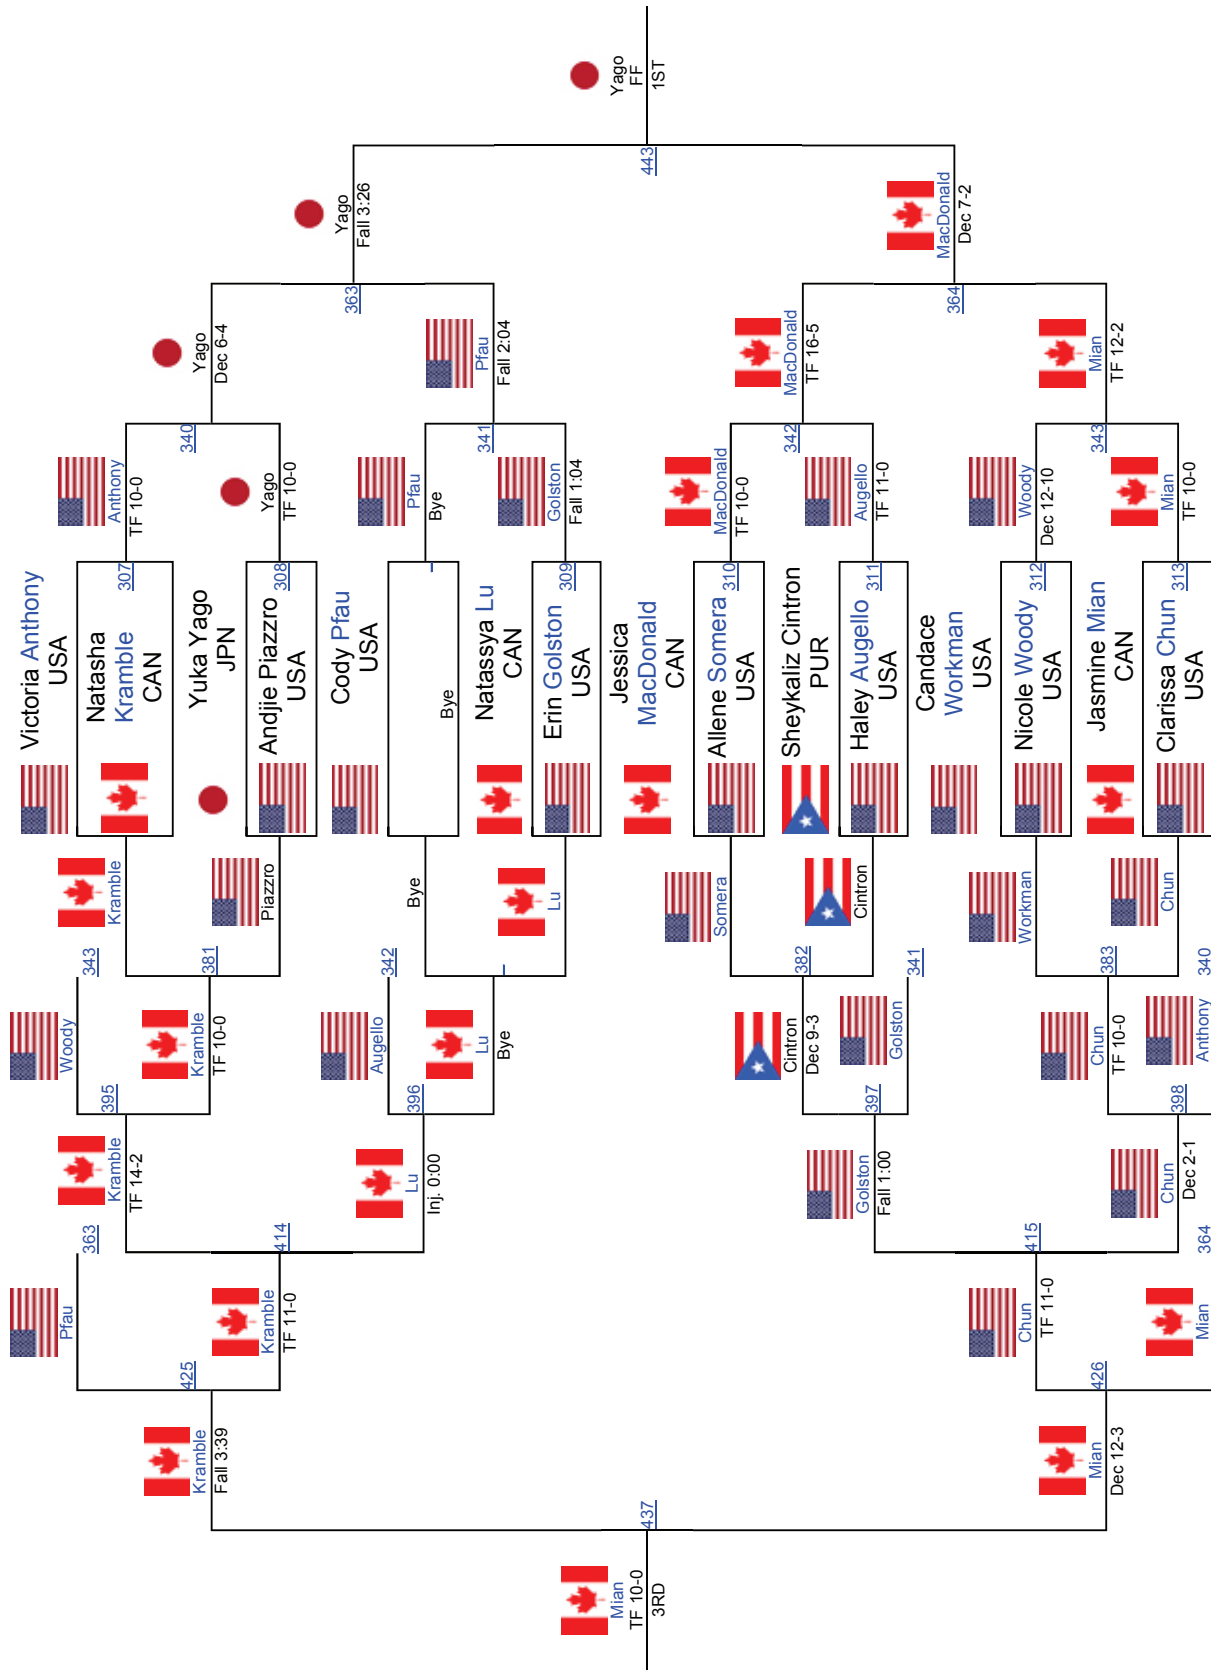 Yago
FF
1ST
443
Yago
Fall 3:26
MacDonald
Dec 7-2
363
364
Yago
Dec 6-4
Pfau
Fall 2:04
MacDonald
TF 16-5
Mian
TF 12-2
340
341
342
343
Anthony
TF 10-0
Yago
TF 10-0
Pfau
Bye
Golston
Fall 1:04
MacDonald
TF 10-0
Augello
TF 11-0
Woody
Dec 12-10
Mian
TF 10-0
Victoria Anthony
USA
Natasha
Kramble
CAN
307
Yuka Yago
JPN
Andjie Piazzro
USA
308
Cody Pfau
USA
Bye
Natassya Lu
CAN
Erin Golston
USA
309
Jessica
MacDonald
CAN
Allene Somera
USA
310
Sheykaliz Cintron
PUR
Haley Augello
USA
311
Candace
Workman
USA
Nicole Woody
USA
312
Jasmine Mian
CAN
Clarissa Chun
USA
313
Kramble
Piazzro
Bye
Lu
Somera
Cintron
Workman
Chun
343
381
342
382
341
383
340
Woody
Kramble
TF 10-0
Augello
Lu
Bye
Cintron
Dec 9-3
Golston
Chun
TF 10-0
Anthony
395
396
397
398
Kramble
TF 14-2
Lu
Inj. 0:00
Golston
Fall 1:00
Chun
Dec 2-1
363
414
415
364
Pfau
Kramble
TF 11-0
Chun
TF 11-0
Mian
425
426
Kramble
Fall 3:39
Mian
Dec 12-3
437
Mian
TF 10-0
3RD